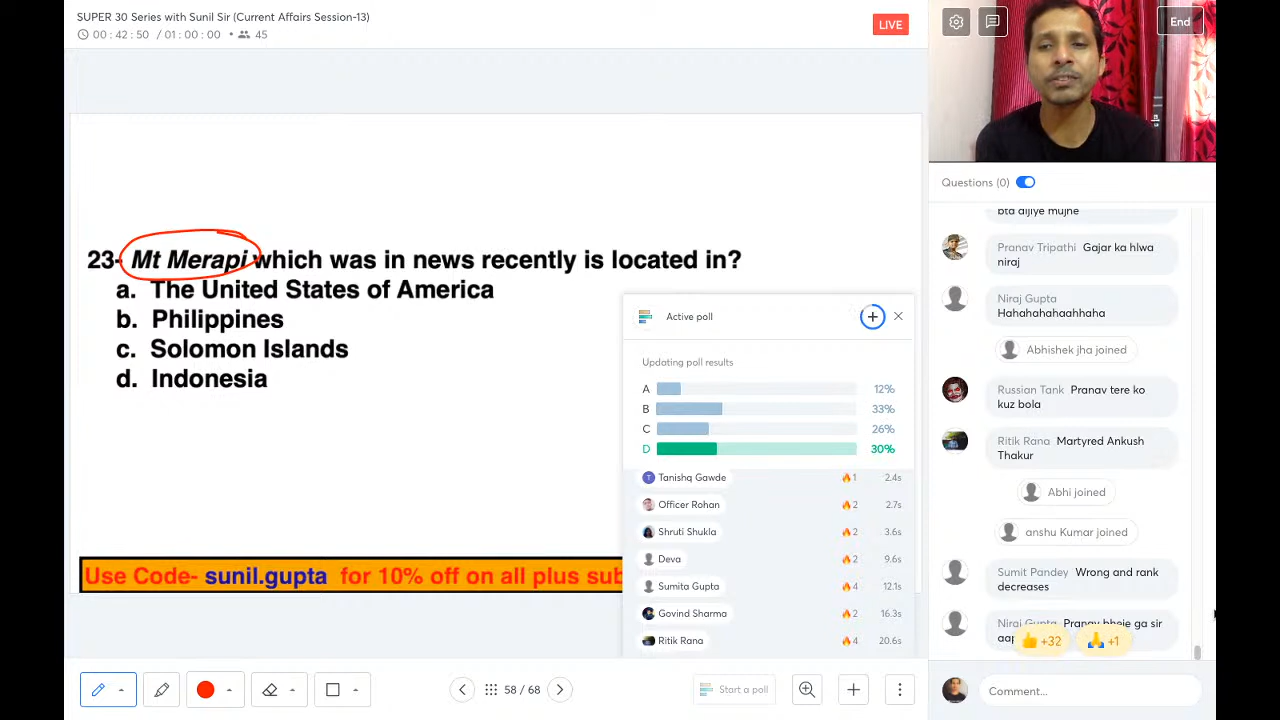 SUPER 30 Series with Sunil Sir (Current Affairs Session-13)
00 : 42 : 50 / 01 : 00 : 00 • 45
LIVE
End
23- Mt Merapi which was in news recently is located in?
a. The United States of America
b. Philippines
c. Solomon Islands
d. Indonesia
Use Code- sunil.gupta for 10% off on all plus sub
Active poll
Updating poll results
A 12%
B 33%
C 26%
D 30%
T Tanishq Gawde 1 2.4s
Officer Rohan 2 2.7s
Shruti Shukla 2 3.6s
Deva 2 9.6s
Sumita Gupta 4 12.1s
Govind Sharma 2 16.3s
Ritik Rana 4 20.6s
58 / 68
Start a poll
Questions (0)
bta dijiye mujhe
Pranav Tripathi Gajar ka hlwa
niraj
Niraj Gupta
Hahahahahaahhaha
Abhishek jha joined
Russian Tank Pranav tere ko
kuz bola
Ritik Rana Martyred Ankush
Thakur
Abhi joined
anshu Kumar joined
Sumit Pandey Wrong and rank
decreases
Niraj Gupta Pranav bheje ga sir
aap
+32 +1
Comment...